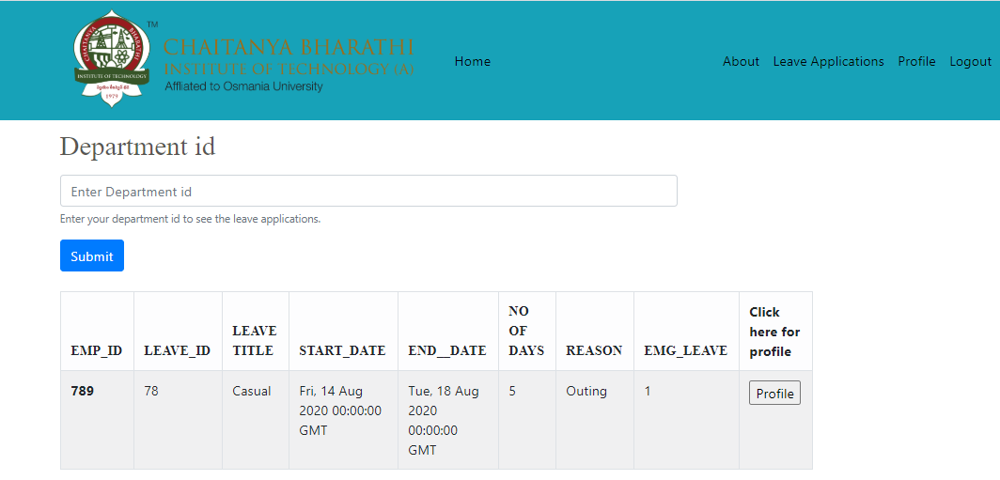 TM
CHAITANYA BHARATHI
INSTITUTE OF TECHNOLOGY (A)
Affliated to Osmania University
CHAITANYA BHARATHI
INSTITUTE OF TECHNOLOGY
1979
Home
About Leave Applications Profile Logout
Department id
Enter Department id
Enter your department id to see the leave applications.
Submit
EMP_ID
LEAVE_ID
LEAVE
TITLE
START_DATE
END__DATE
NO
OF
DAYS
REASON
EMG_LEAVE
Click
here for
profile
789
78
Casual
Fri, 14 Aug
2020 00:00:00
GMT
Tue, 18 Aug
2020
00:00:00
GMT
5
Outing
1
Profile